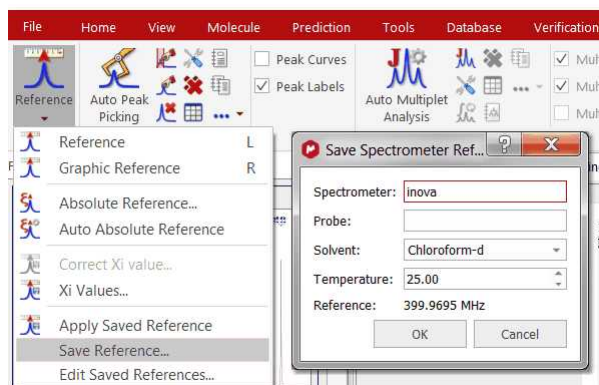 File Home View Molecule Prediction Tools Database Verification
Peak Curves
Peak Labels
Reference
Auto Peak
Picking
Auto Multiplet
Analysis
Reference L
Graphic Reference R
Absolute Reference...
Auto Absolute Reference
Correct Xi value...
Xi Values...
Apply Saved Reference
Save Reference...
Edit Saved References...
Save Spectrometer Ref...
Spectrometer: inova
Probe:
Solvent: Chloroform-d
Temperature: 25.00
Reference: 399.9695 MHz
OK Cancel